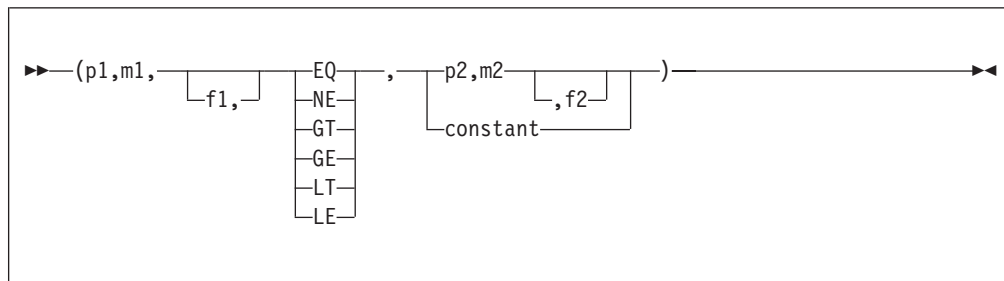 (p1,m1, EQ , p2,m2 )
f1, NE ,f2
GT constant
GE
LT
LE